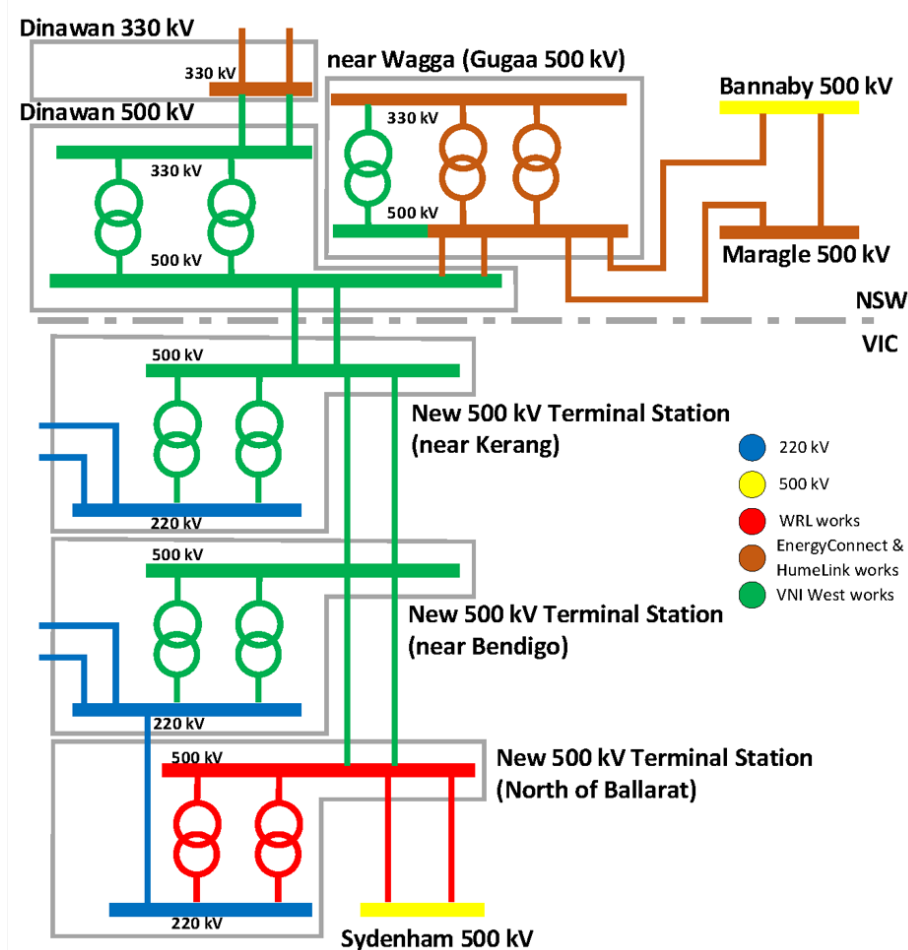 Dinawan 330 kV
330 kV
near Wagga (Gugaa 500 kV)
Bannaby 500 kV
Dinawan 500 kV
330 kV
330 kV
500 kV
500 kV
Maragle 500 kV
NSW
VIC
500 kV
New 500 kV Terminal Station
(near Kerang)
220 kV
220 kV
500 kV
WRL works
EnergyConnect &
HumeLink works
VNI West works
500 kV
New 500 kV Terminal Station
(near Bendigo)
220 kV
500 kV
New 500 kV Terminal Station
(North of Ballarat)
220 kV
Sydenham 500 kV